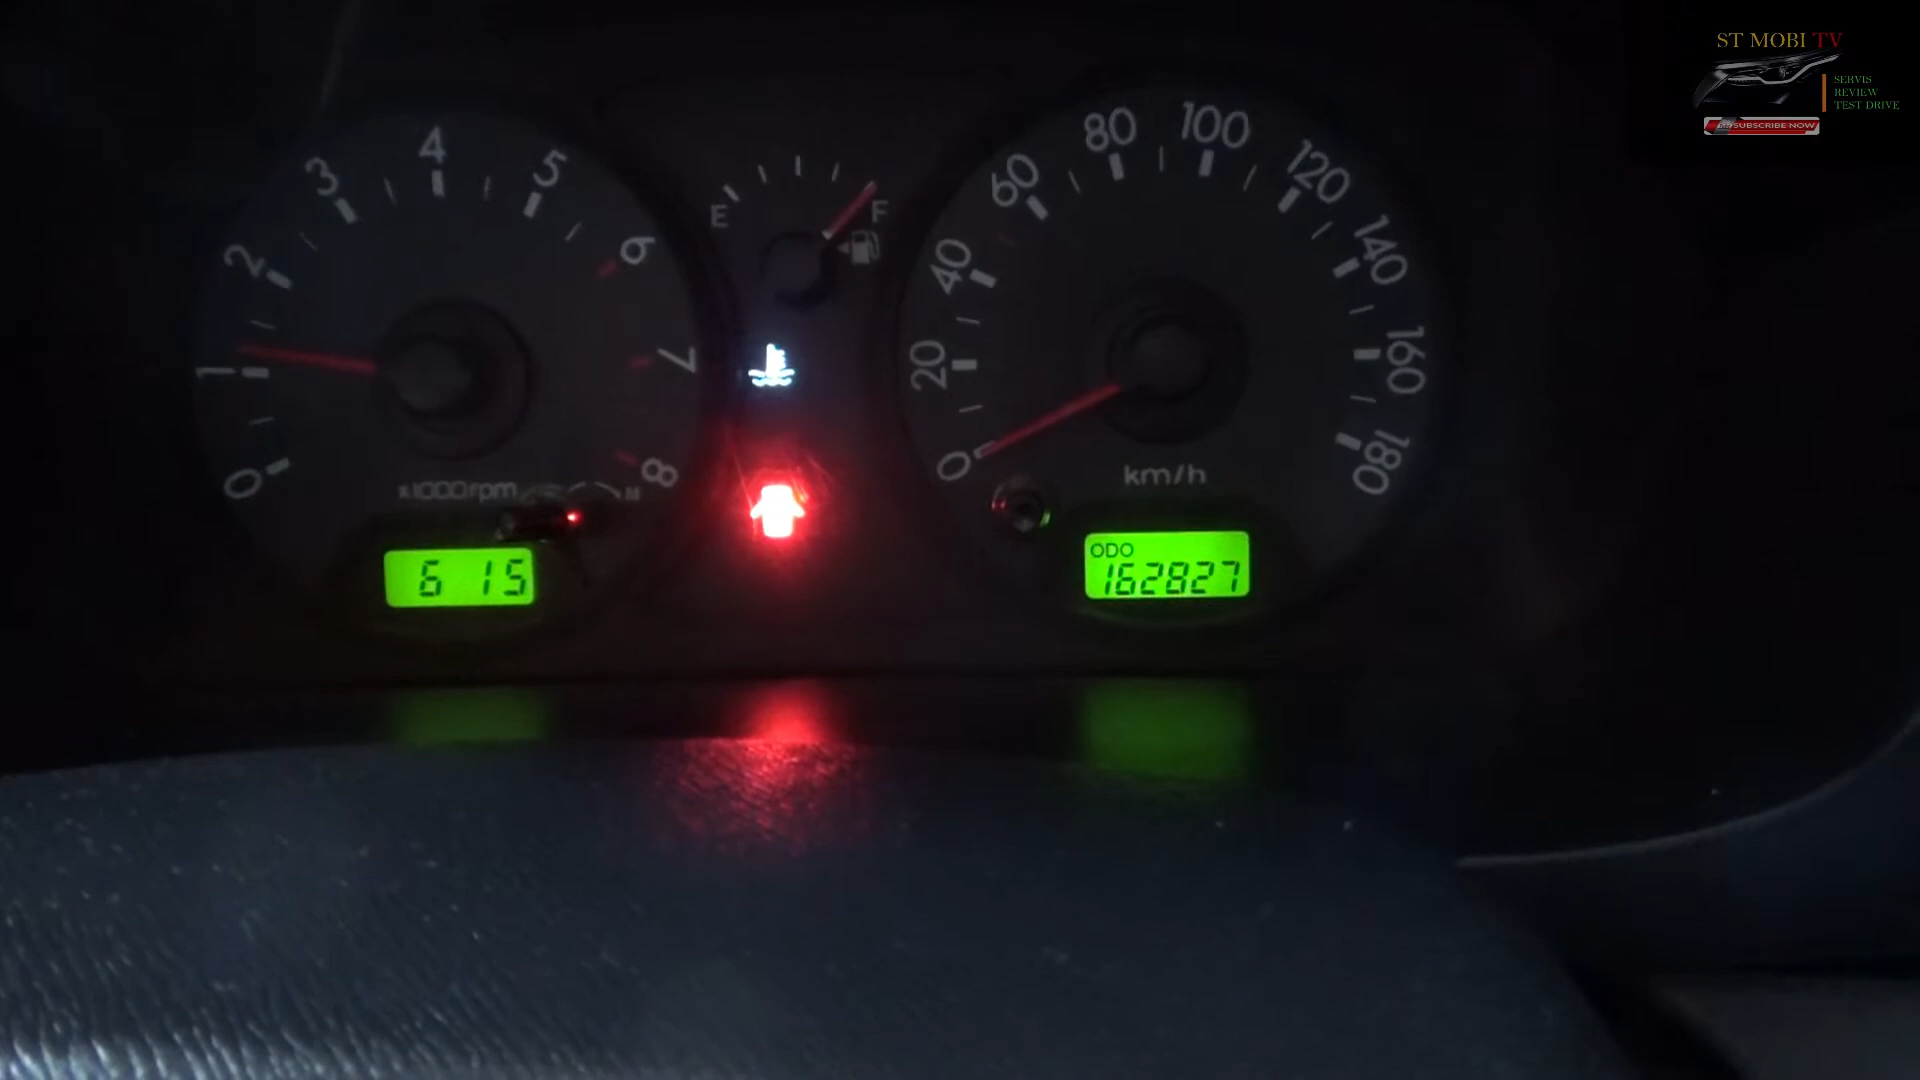 ST MOBI TV
SERVIS
REVIEW
TEST DRIVE
SUBSCRIBE NOW
0
1
2
3
4
5
6
7
8
x1000rpm
6 15
E
F
0
20
40
60
80
100
120
140
160
180
km/h
ODO
162827